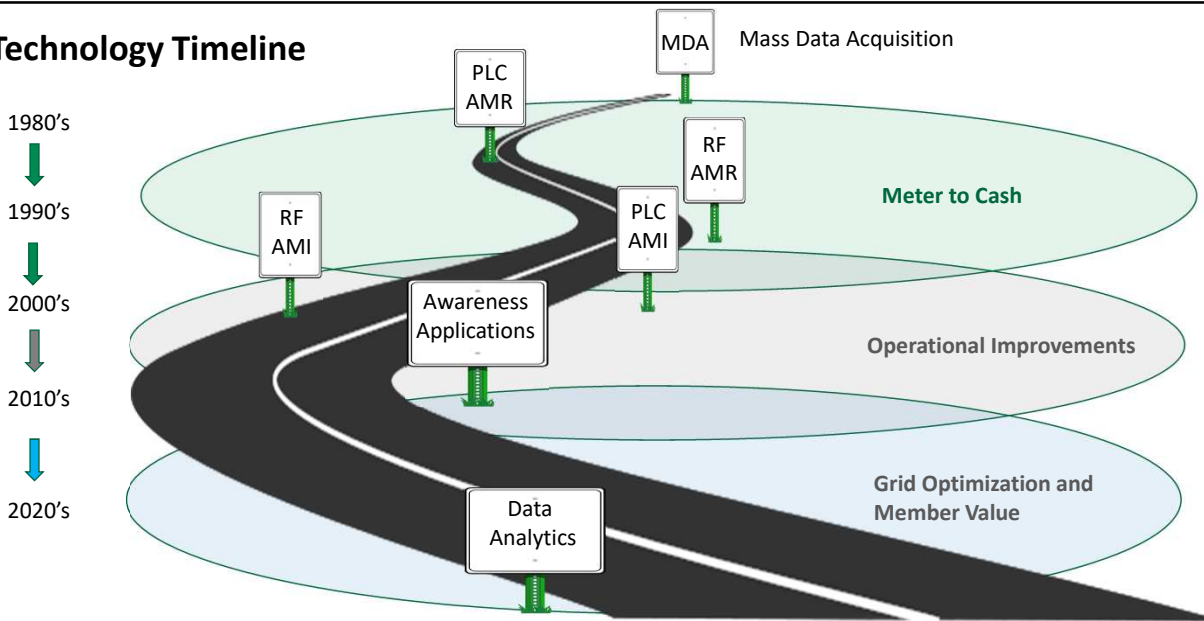 Technology Timeline
MDA
Mass Data Acquisition
PLC
AMR
1980's
RF
AMR
1990's
Meter to Cash
RF
AMI
PLC
AMI
2000's
Awareness
Applications
Operational Improvements
2010's
Grid Optimization and
Member Value
2020's
Data
Analytics